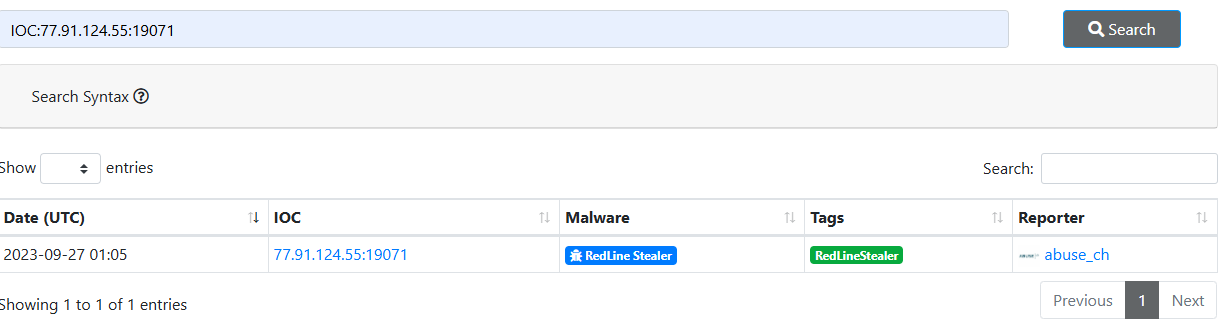 IOC:77.91.124.55:19071 Search
Search Syntax
Show entries Search:
Date (UTC) IOC Malware Tags Reporter
2023-09-27 01:05 77.91.124.55:19071 RedLine Stealer RedLineStealer abuse_ch
Showing 1 to 1 of 1 entries Previous 1 Next